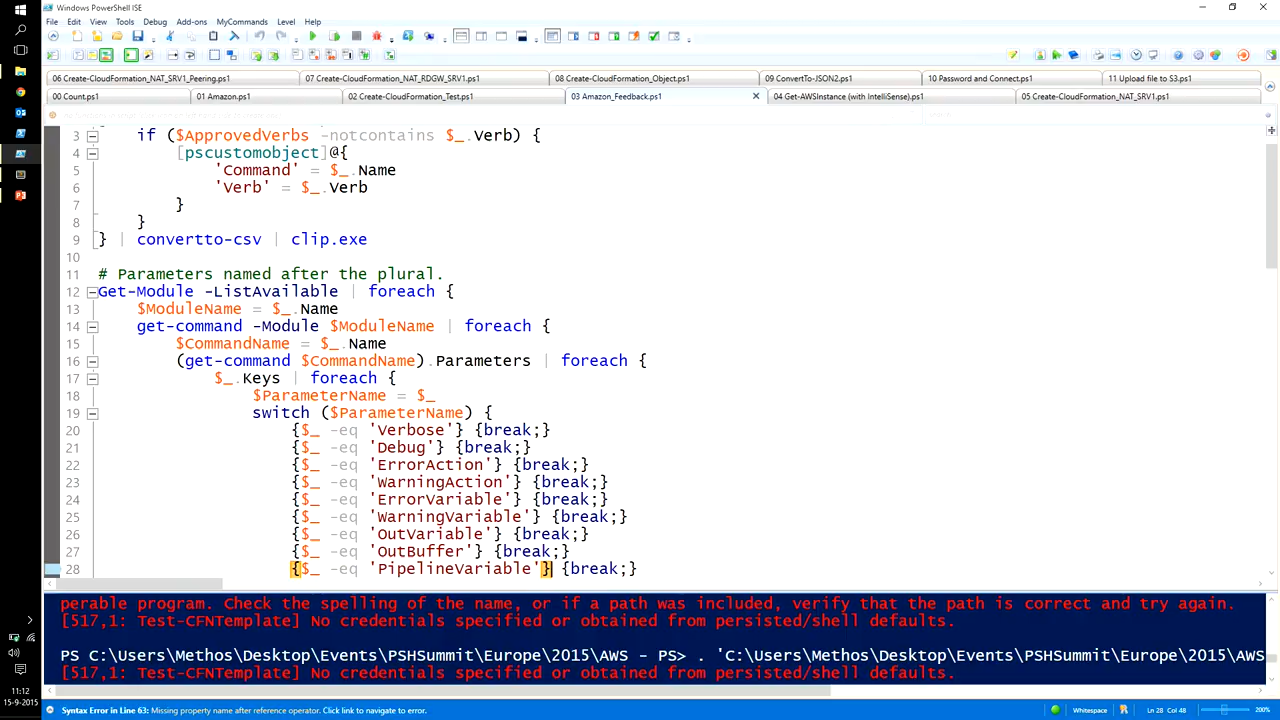 Windows PowerShell ISE
File Edit View Tools Debug Add-ons MyCommands Level Help
06 Create-CloudFormation_NAT_SRV1_Peering.ps1 07 Create-CloudFormation_NAT_RDGW_SRV1.ps1 08 Create-CloudFormation_Object.ps1 09 ConvertTo-JSON2.ps1 10 Password and Connect.ps1 11 Upload file to S3.ps1
00 Count.ps1 01 Amazon.ps1 02 Create-CloudFormation_Test.ps1 03 Amazon_Feedback.ps1 04 Get-AWSInstance (with IntelliSense).ps1 05 Create-CloudFormation_NAT_SRV1.ps1
3 if ($ApprovedVerbs -notcontains $_.Verb) {
4 [pscustomobject]@{
5 'Command' = $_.Name
6 'Verb' = $_.Verb
7 }
8 }
9 } | convertto-csv | clip.exe
10
11 # Parameters named after the plural.
12 Get-Module -ListAvailable | foreach {
13 $ModuleName = $_.Name
14 get-command -Module $ModuleName | foreach {
15 $CommandName = $_.Name
16 (get-command $CommandName).Parameters | foreach {
17 $_.Keys | foreach {
18 $ParameterName = $_
19 switch ($ParameterName) {
20 {$_ -eq 'Verbose'} {break;}
21 {$_ -eq 'Debug'} {break;}
22 {$_ -eq 'ErrorAction'} {break;}
23 {$_ -eq 'WarningAction'} {break;}
24 {$_ -eq 'ErrorVariable'} {break;}
25 {$_ -eq 'WarningVariable'} {break;}
26 {$_ -eq 'OutVariable'} {break;}
27 {$_ -eq 'OutBuffer'} {break;}
28 {$_ -eq 'PipelineVariable'} {break;}
perable program. Check the spelling of the name, or if a path was included, verify that the path is correct and try again.
[517,1: Test-CFNTemplate] No credentials specified or obtained from persisted/shell defaults.
PS C:\Users\Methos\Desktop\Events\PSHSummit\Europe\2015\AWS - PS> . 'C:\Users\Methos\Desktop\Events\PSHSummit\Europe\2015\AWS
[517,1: Test-CFNTemplate] No credentials specified or obtained from persisted/shell defaults.
11:12
15-9-2015
Syntax Error in Line 63: Missing property name after reference operator. Click link to navigate to error.
Whitespace
Ln 28 Col 48
200%